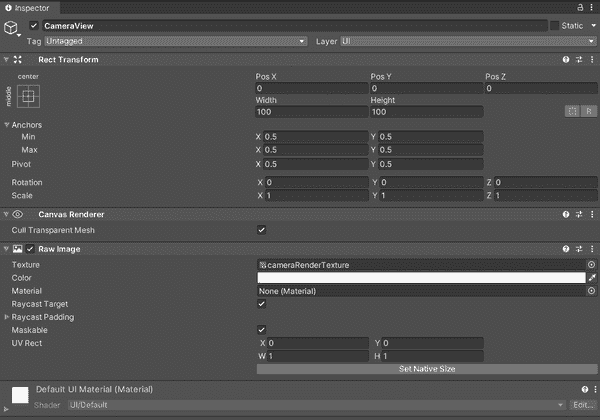 Inspector
CameraView Static
Tag Untagged Layer UI
Rect Transform
center
middle
Pos X Pos Y Pos Z
0 0 0
Width Height
100 100
R
Anchors
Min X 0.5 Y 0.5
Max X 0.5 Y 0.5
Pivot X 0.5 Y 0.5
Rotation X 0 Y 0 Z 0
Scale X 1 Y 1 Z 1
Canvas Renderer
Cull Transparent Mesh
Raw Image
Texture cameraRenderTexture
Color
Material None (Material)
Raycast Target
Raycast Padding
Maskable
UV Rect X 0 Y 0
W 1 H 1
Set Native Size
Default UI Material (Material)
Shader UI/Default Edit...